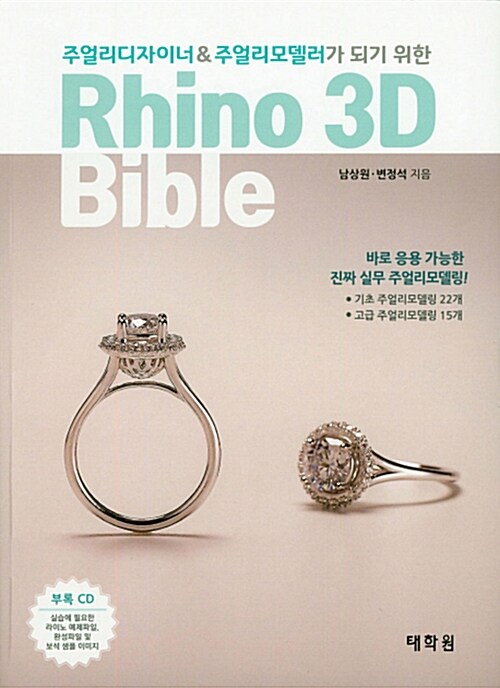 주얼리디자이너&주얼리모델러가 되기 위한
Rhino 3D
Bible
남상원·변정석 지음
바로 응용 가능한
진짜 실무 주얼리모델링!
• 기초 주얼리모델링 22개
• 고급 주얼리모델링 15개
부록 CD
실습에 필요한
라이노 예제파일,
완성파일 및
보석 샘플 이미지
태학원